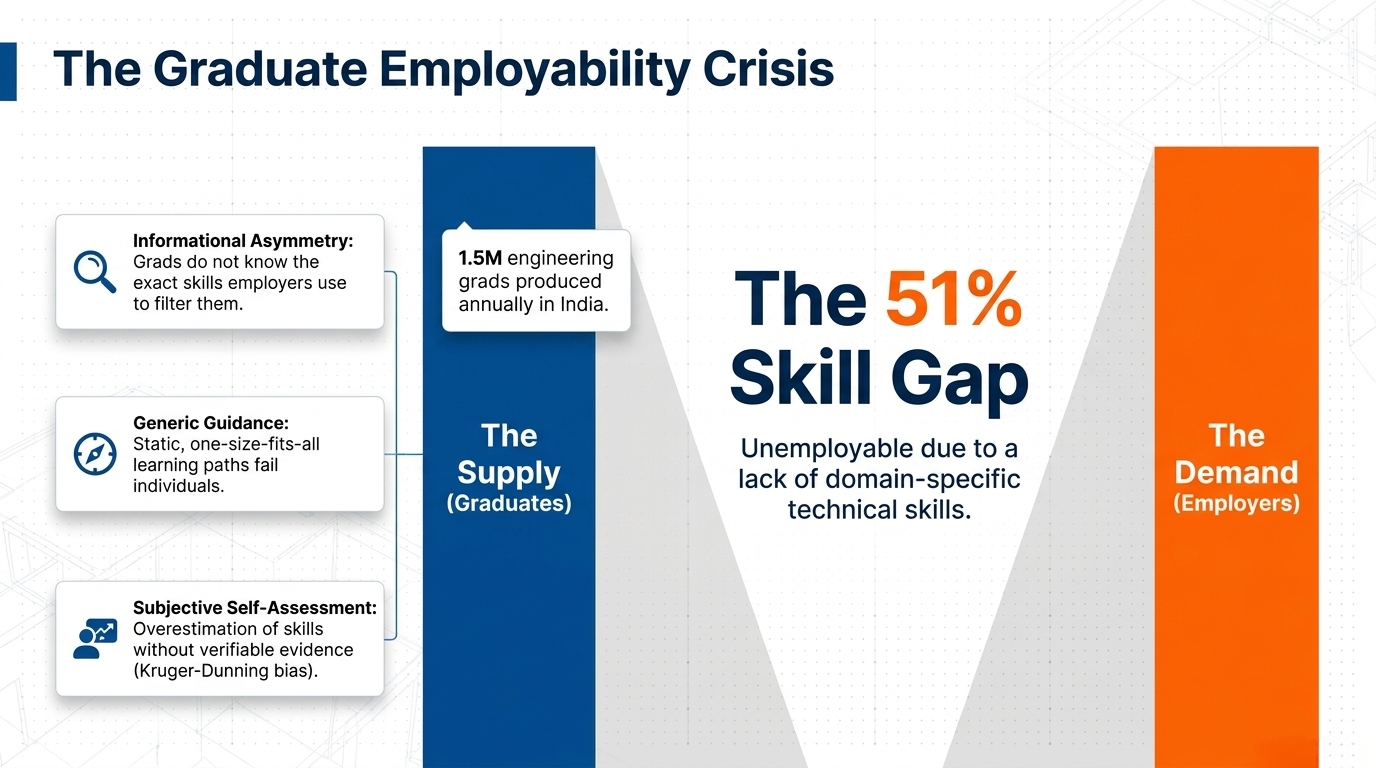 The Graduate Employability Crisis
Informational Asymmetry:
Grads do not know the
exact skills employers use
to filter them.
Generic Guidance:
Static, one-size-fits-all
learning paths fail
individuals.
Subjective Self-Assessment:
Overestimation of skills
without verifiable evidence
(Kruger-Dunning bias).
1.5M engineering
grads produced
annually in India.
The
Supply
(Graduates)
The 51%
Skill Gap
Unemployable due to a
lack of domain-specific
technical skills.
The
Demand
(Employers)